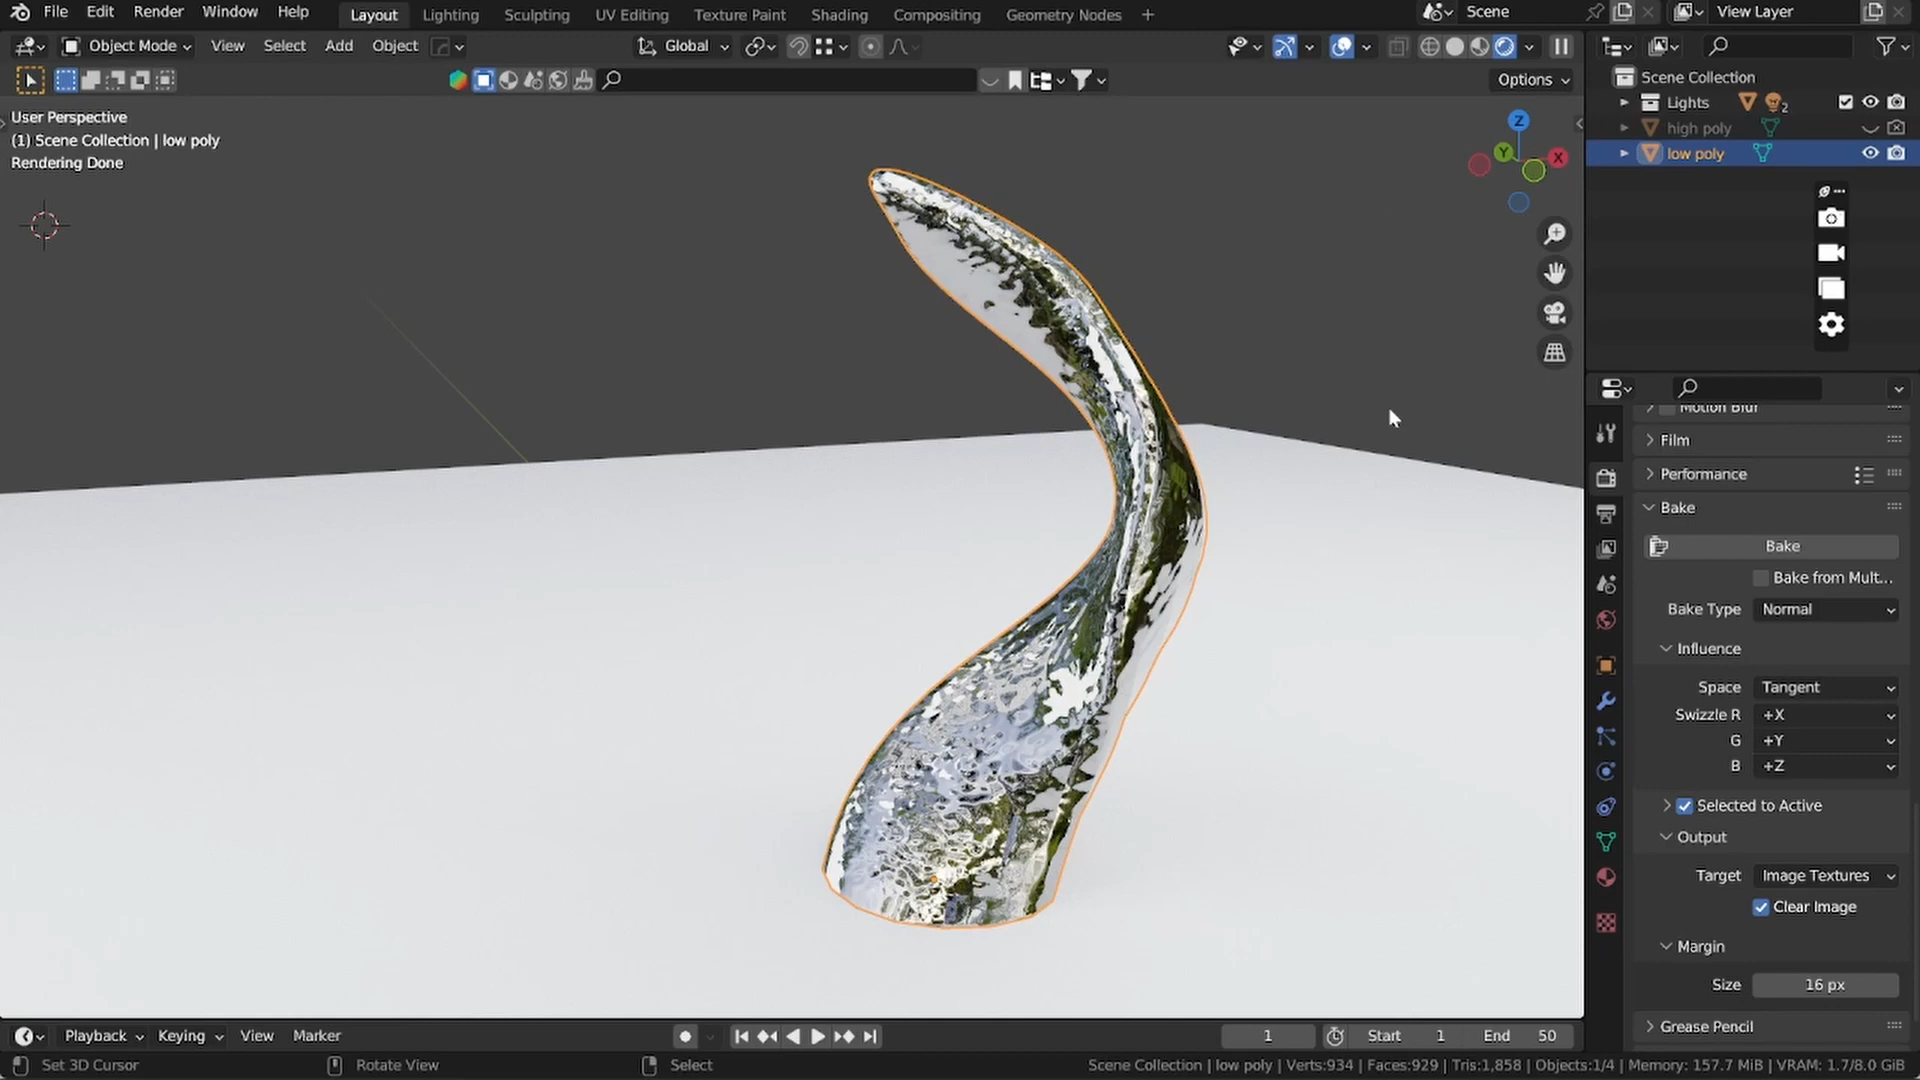 File Edit Render Window Help Layout Lighting Sculpting UV Editing Texture Paint Shading Compositing Geometry Nodes + Scene View Layer
Object Mode View Select Add Object Global
Scene Collection
Options
Lights 2
high poly
low poly
User Perspective
(1) Scene Collection | low poly
Rendering Done
Z
Y
X
Motion Blur
Film
Performance
Bake
Bake
Bake from Mult...
Bake Type Normal
Influence
Space Tangent
Swizzle R +X
G +Y
B +Z
Selected to Active
Output
Target Image Textures
Clear Image
Margin
Size 16 px
Grease Pencil
Playback Keying View Marker 1 Start 1 End 50
Set 3D Cursor Rotate View Select Scene Collection | low poly | Verts:934 | Faces:929 | Tris:1,858 | Objects:1/4 | Memory: 157.7 MiB | VRAM: 1.7/8.0 GiB